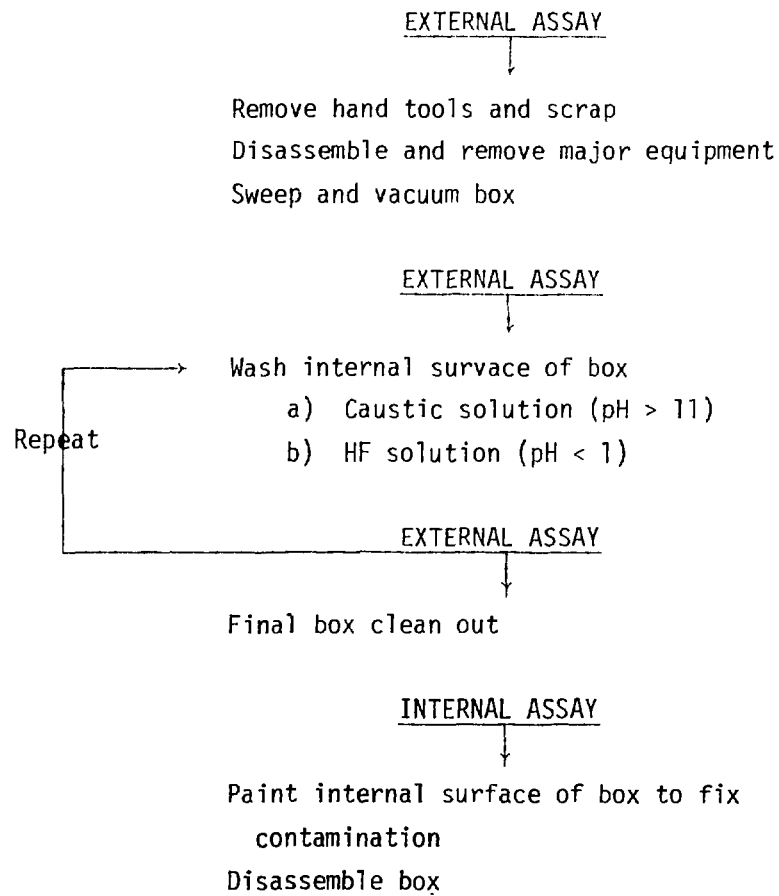 EXTERNAL ASSAY
Remove hand tools and scrap
Disassemble and remove major equipment
Sweep and vacuum box
EXTERNAL ASSAY
Wash internal survace of box
a) Caustic solution (pH > 11)
Repeat
b) HF solution (pH < 1)
EXTERNAL ASSAY
Final box clean out
INTERNAL ASSAY
Paint internal surface of box to fix
contamination
Disassemble box